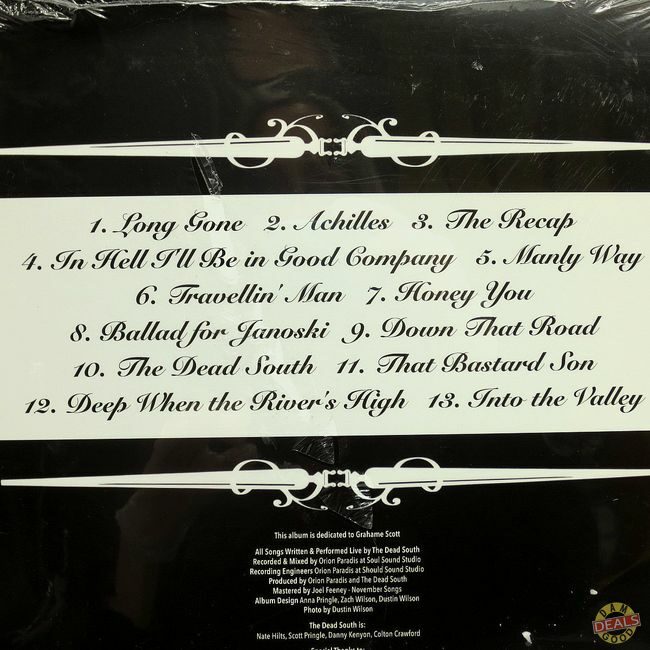 1. Long Gone 2. Achilles 3. The Recap
4. In Hell I'll Be in Good Company 5. Manly Way
6. Travellin' Man 7. Honey You
8. Ballad for Janoski 9. Down That Road
10. The Dead South 11. That Bastard Son
12. Deep When the River's High 13. Into the Valley
This album is dedicated to Grahame Scott
All Songs Written & Performed Live by The Dead South
Recorded & Mixed by Orion Paradis at Soul Sound Studio
Recording Engineers Orion Paradis at Should Sound Studio
Produced by Orion Paradis and The Dead South
Mastered by Joel Feeney - November Songs
Album Design Anna Pringle, Zach Wilson, Dustin Wilson
Photo by Dustin Wilson
The Dead South is:
Nate Hilts, Scott Pringle, Danny Kenyon, Colton Crawford
Special Thanks to:
DAMN
DEALS
GOOD